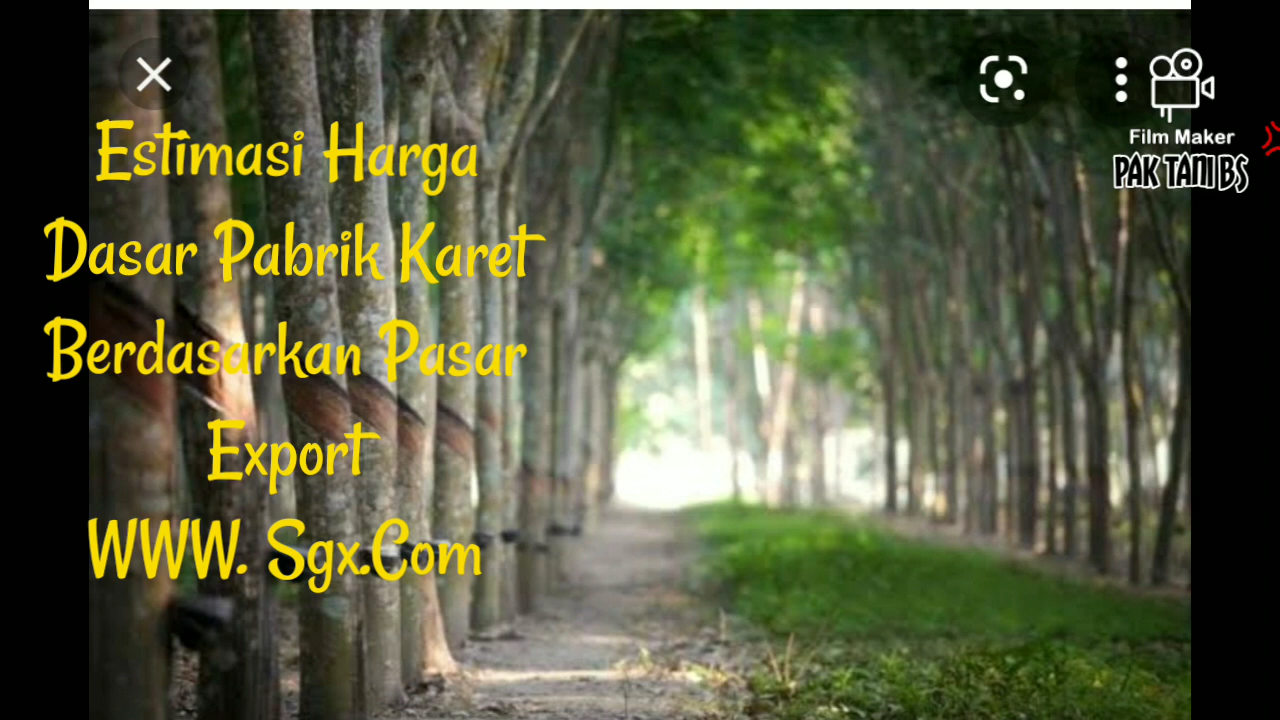 Estimasi Harga
Dasar Pabrik Karet
Berdasarkan Pasar
Export
WWW. Sgx.Com
Film Maker
PAK TANI BS